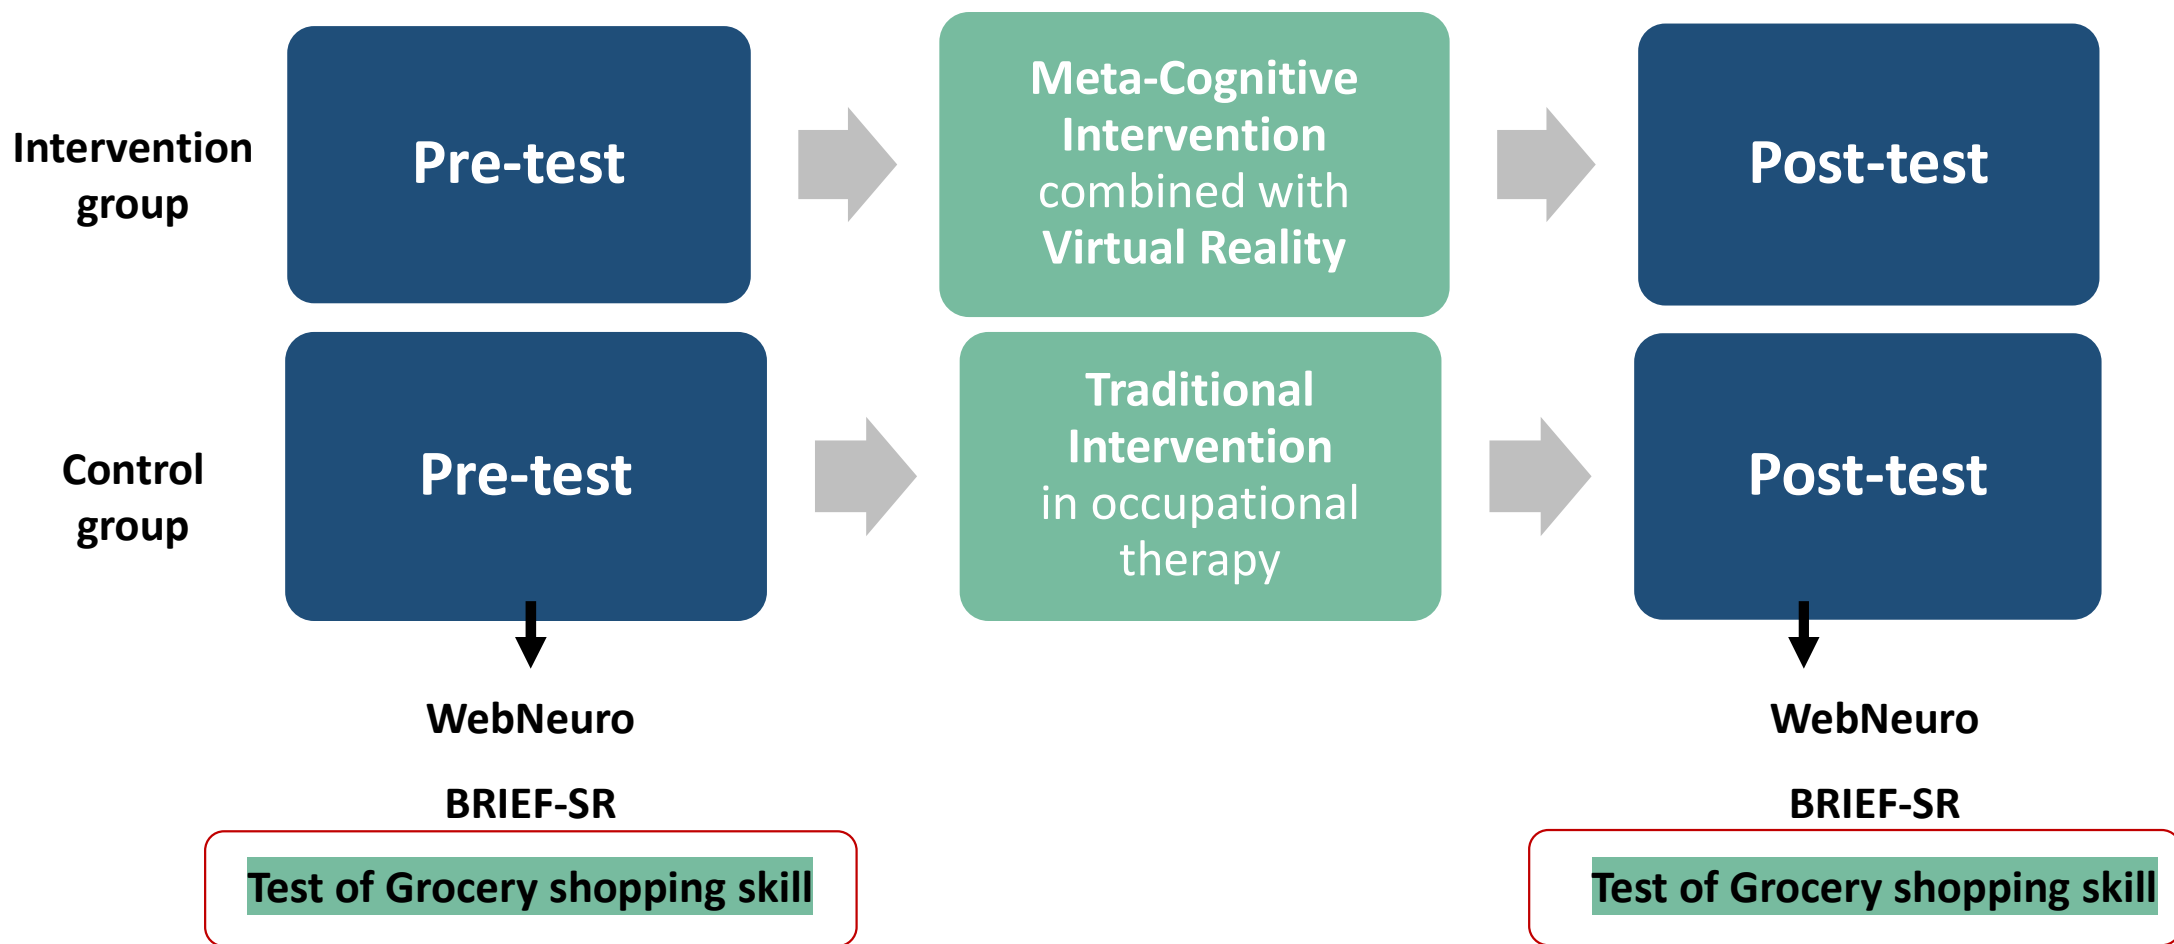 Intervention
group
Pre-test
Meta-Cognitive
Intervention
combined with
Virtual Reality
Post-test
Control
group
Pre-test
Traditional
Intervention
in occupational
therapy
Post-test
WebNeuro
BRIEF-SR
Test of Grocery shopping skill
WebNeuro
BRIEF-SR
Test of Grocery shopping skill